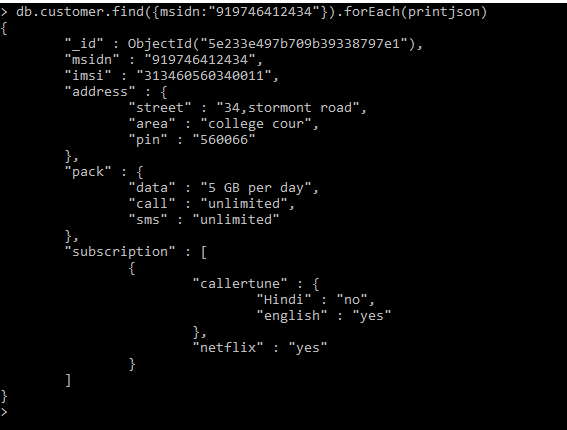 > db.customer.find({msidn:"919746412434"}).forEach(printjson)
{
        "_id" : ObjectId("5e233e497b709b39338797e1"),
        "msidn" : "919746412434",
        "imsi" : "313460560340011",
        "address" : {
                "street" : "34,stormont road",
                "area" : "college cour",
                "pin" : "560066"
        },
        "pack" : {
                "data" : "5 GB per day",
                "call" : "unlimited",
                "sms" : "unlimited"
        },
        "subscription" : [
                {
                        "callertune" : {
                                "Hindi" : "no",
                                "english" : "yes"
                        },
                        "netflix" : "yes"
                }
        ]
}
>